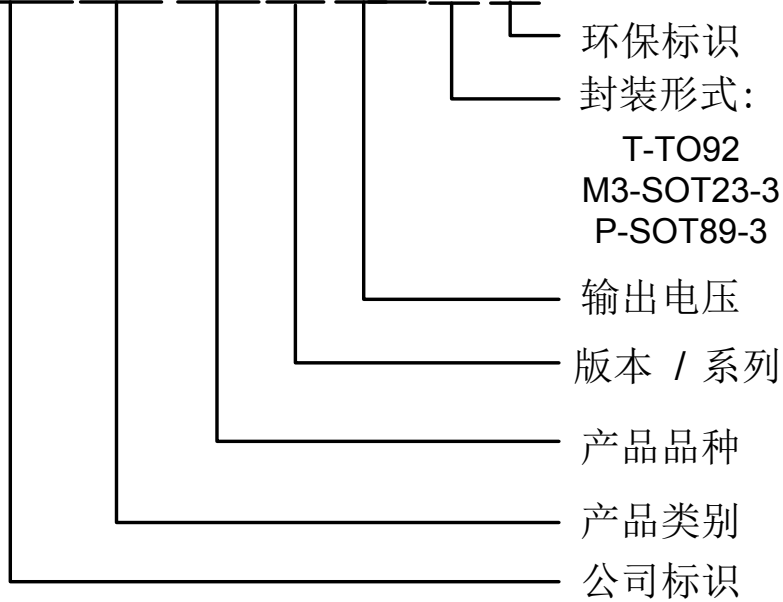 环保标识
封装形式:
T-TO92
M3-SOT23-3
P-SOT89-3
输出电压
版本 / 系列
产品品种
产品类别
公司标识